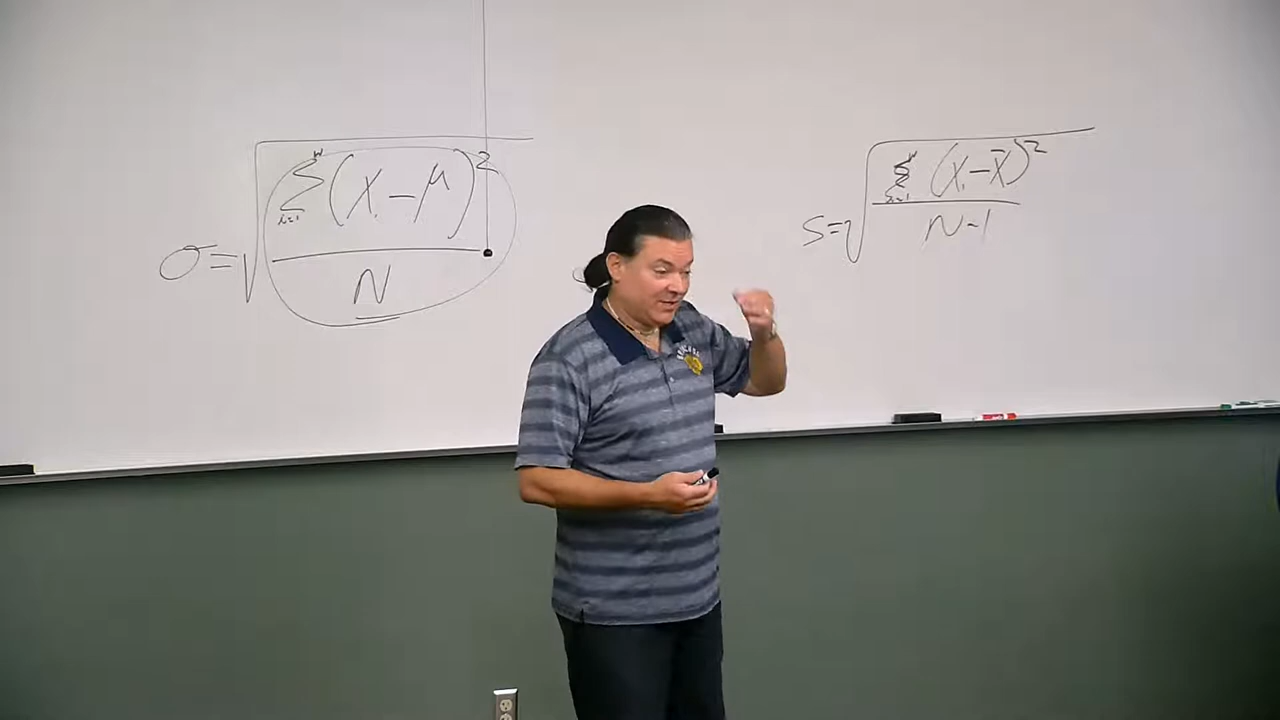 σ = √( Σ_{i=1}^{N} (X_i − μ)² / N )
s = √( Σ_{i=1}^{N} (X_i − X̄)² / N−1 )